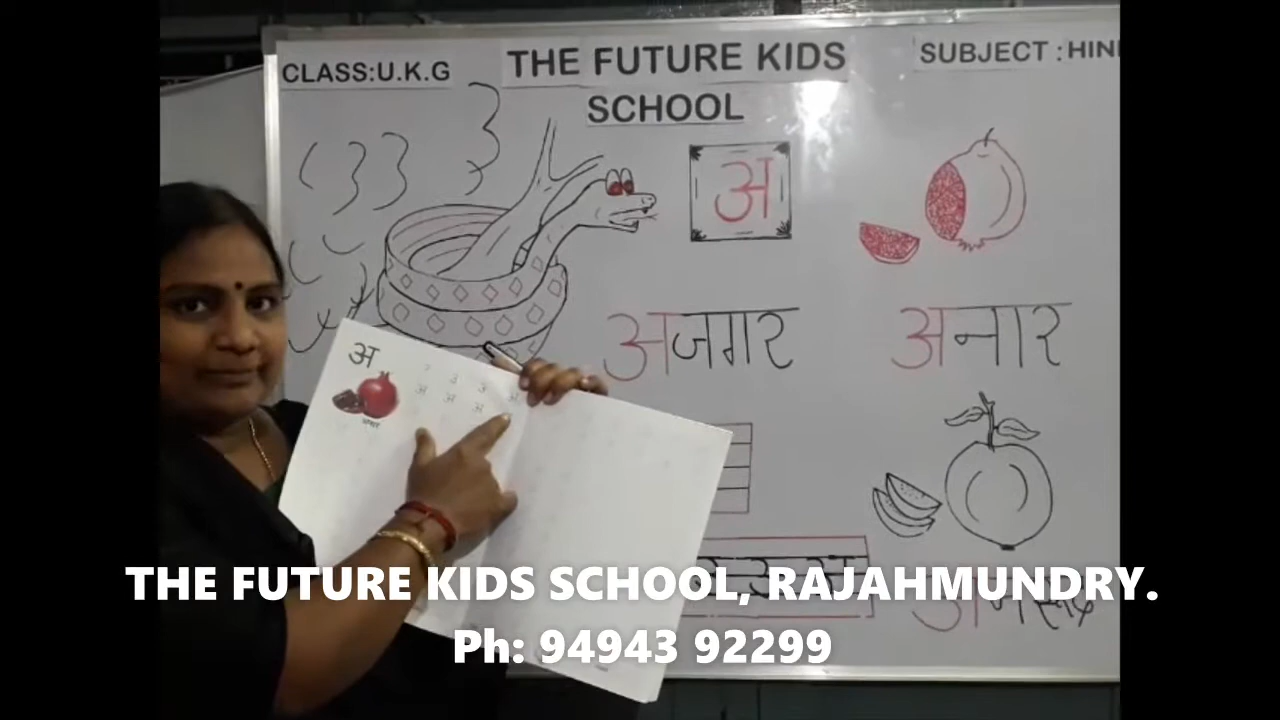 CLASS:U.K.G
THE FUTURE KIDS
SCHOOL
SUBJECT : HIN
अ
अजगर
अनार
अ
THE FUTURE KIDS SCHOOL, RAJAHMUNDRY.
Ph: 94943 92299